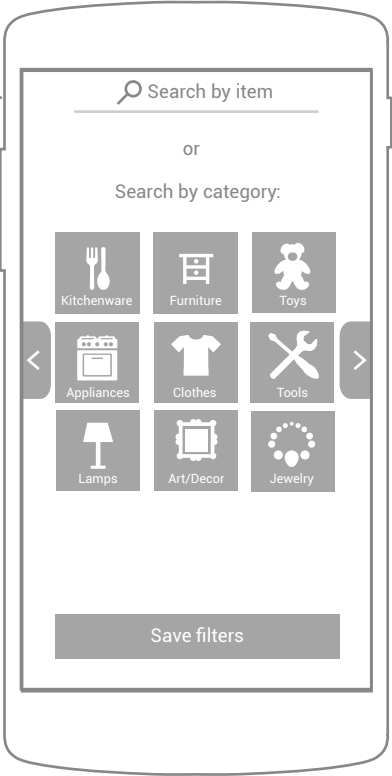 Search by item
or
Search by category:
Kitchenware Furniture Toys
Appliances Clothes Tools
Lamps Art/Decor Jewelry
Save filters